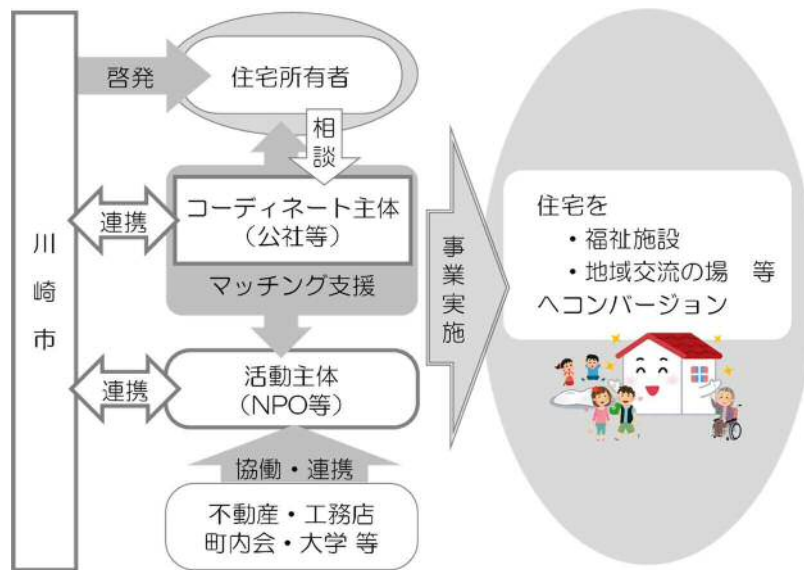 川崎市
啓発
住宅所有者
相談
連携
コーディネート主体
（公社等）
マッチング支援
連携
活動主体
（NPO等）
協働・連携
不動産・工務店
町内会・大学 等
事業実施
住宅を
・福祉施設
・地域交流の場 等
へコンバージョン